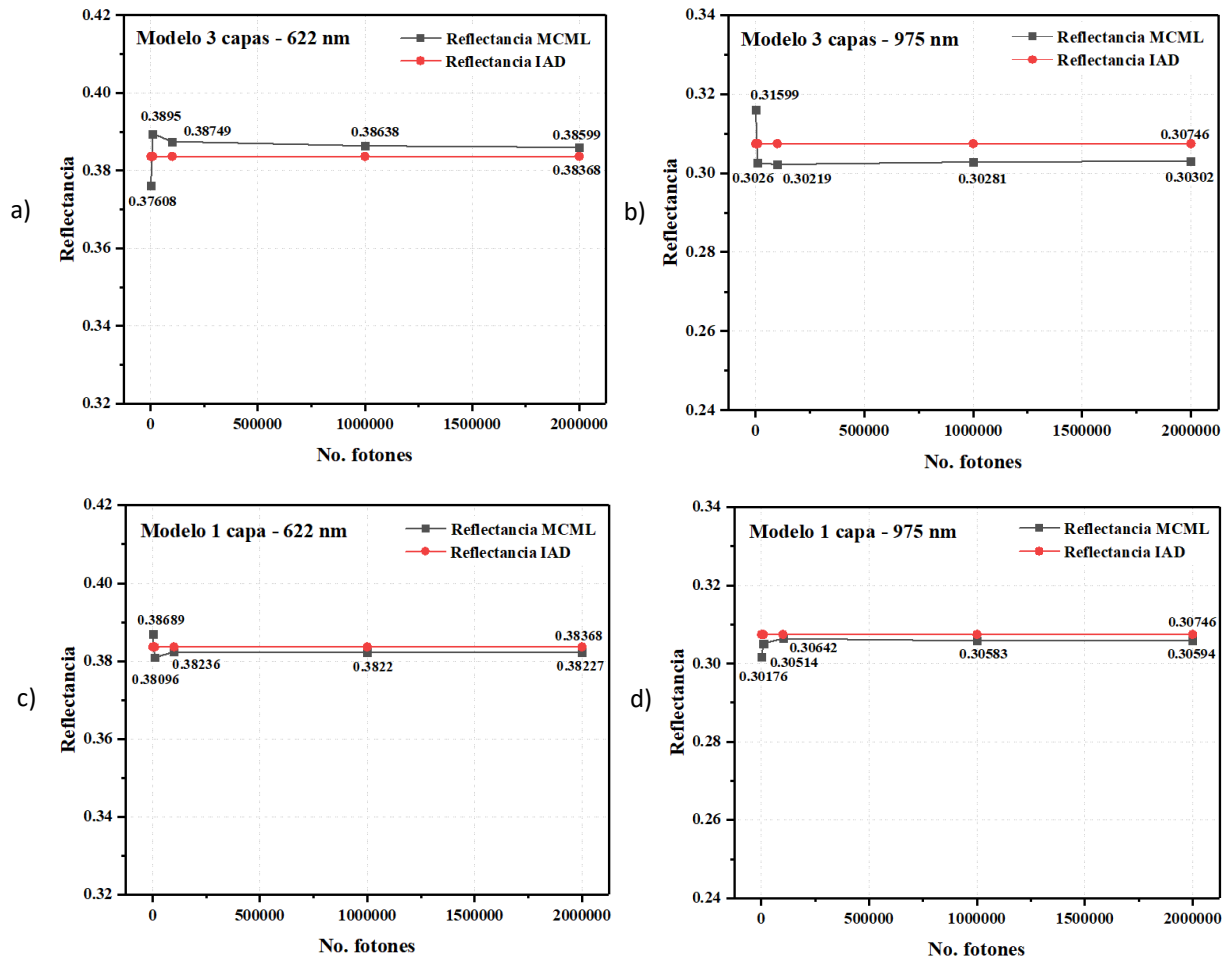 a)
Modelo 3 capas - 622 nm
Reflectancia MCML
Reflectancia IAD
Reflectancia
0.42
0.40
0.38
0.36
0.34
0.32
0.3895
0.38749
0.38638
0.38599
0.38368
0.37608
0
500000
1000000
1500000
2000000
No. fotones
b)
Modelo 3 capas - 975 nm
Reflectancia MCML
Reflectancia IAD
Reflectancia
0.34
0.32
0.30
0.28
0.26
0.24
0.31599
0.30746
0.3026
0.30219
0.30281
0.30302
0
500000
1000000
1500000
2000000
No. fotones
c)
Modelo 1 capa - 622 nm
Reflectancia MCML
Reflectancia IAD
Reflectancia
0.42
0.40
0.38
0.36
0.34
0.32
0.38689
0.38368
0.38096
0.38236
0.3822
0.38227
0
500000
1000000
1500000
2000000
No. fotones
d)
Modelo 1 capa - 975 nm
Reflectancia MCML
Reflectancia IAD
Reflectancia
0.34
0.32
0.30
0.28
0.26
0.24
0.30746
0.30642
0.30514
0.30176
0.30583
0.30594
0
500000
1000000
1500000
2000000
No. fotones